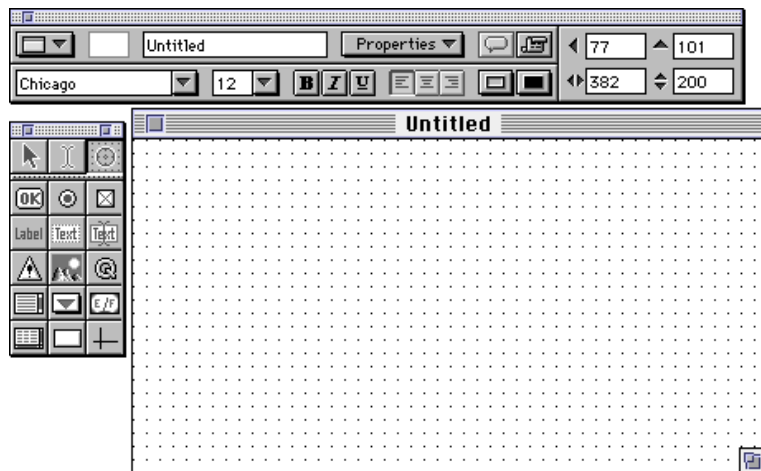 Untitled Properties 77 101
Chicago 12 B I U 382 200
Untitled
OK
Label Text Text
E/F